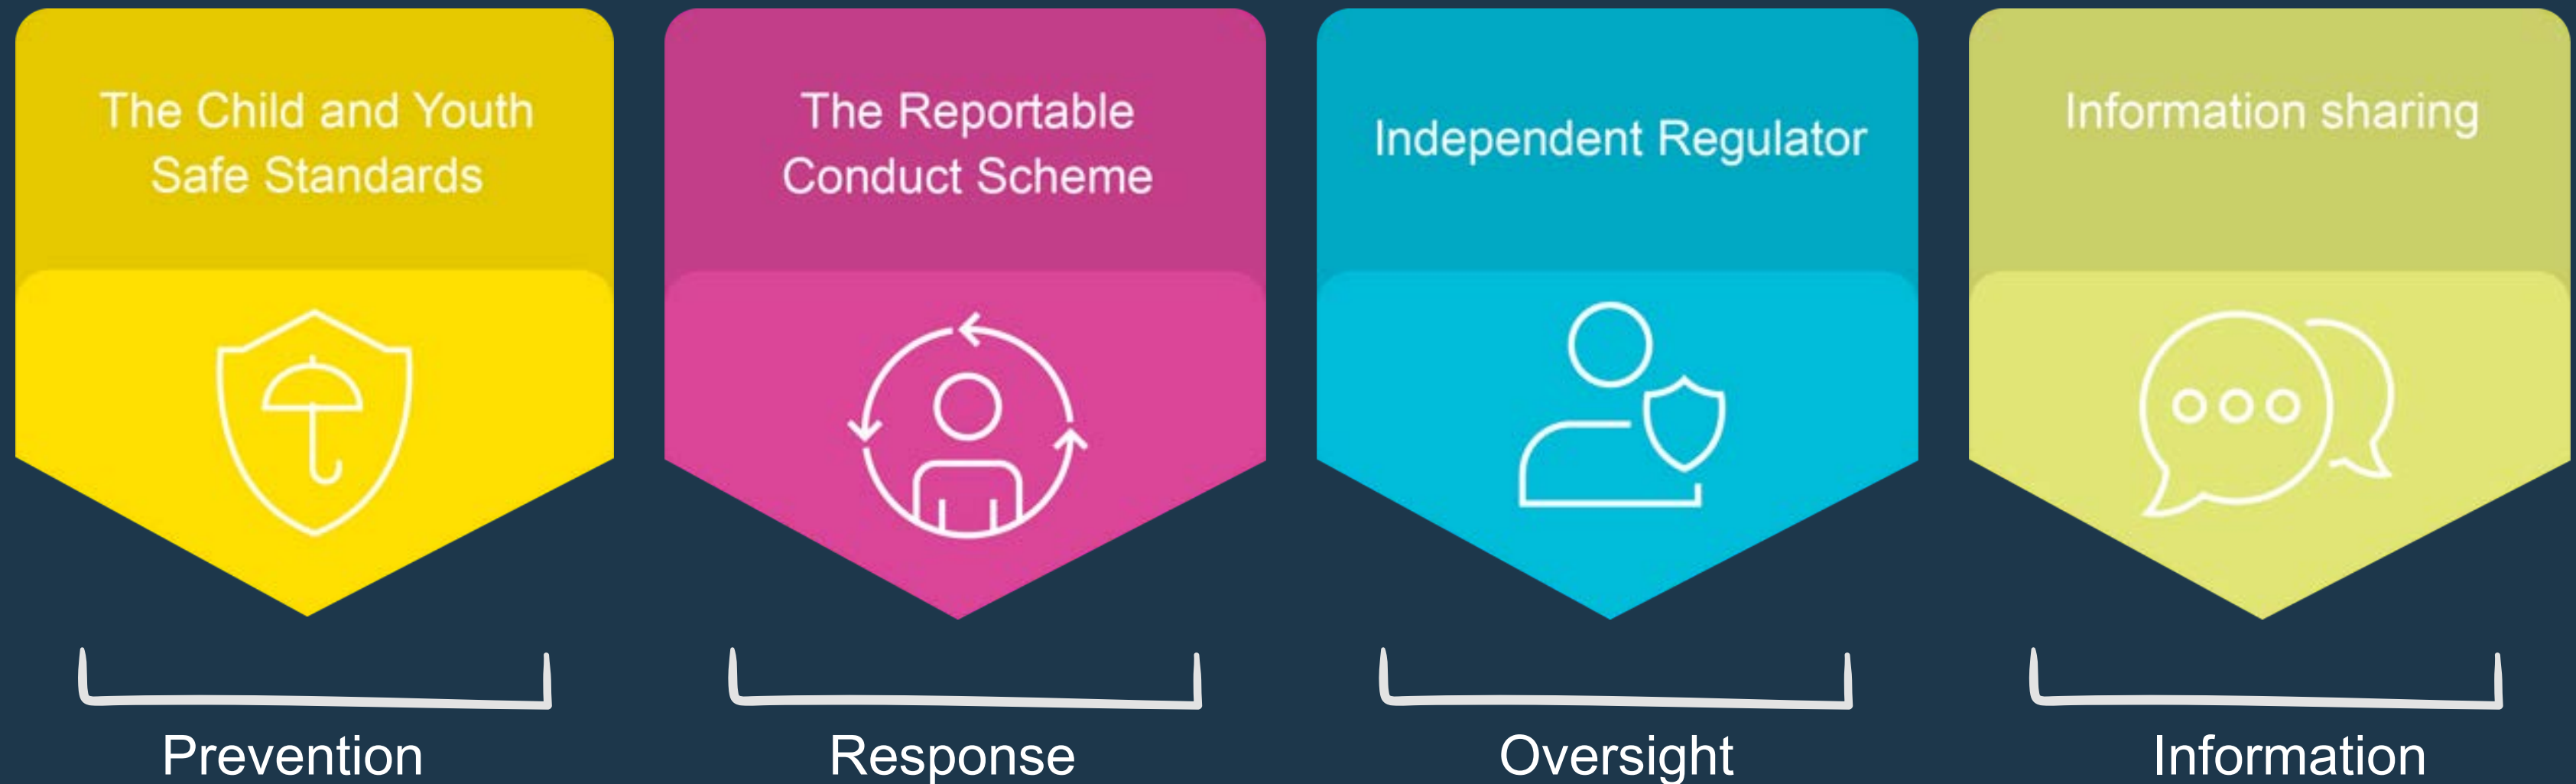 The Child and Youth
Safe Standards
The Reportable
Conduct Scheme
Independent Regulator
Information sharing
Prevention
Response
Oversight
Information